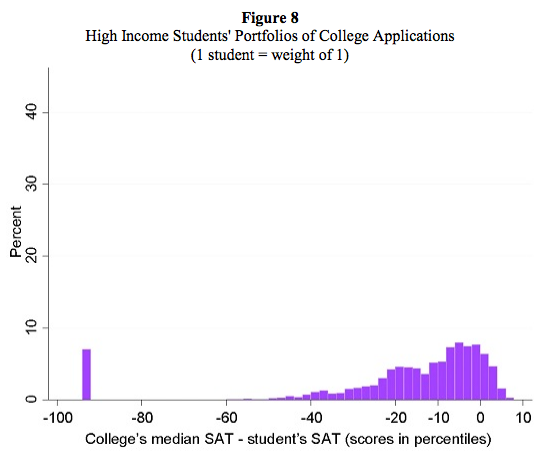 Figure 8
High Income Students' Portfolios of College Applications
(1 student = weight of 1)
40
30
20
10
0
Percent
-100 -80 -60 -40 -20 -10 0 10
College's median SAT - student's SAT (scores in percentiles)